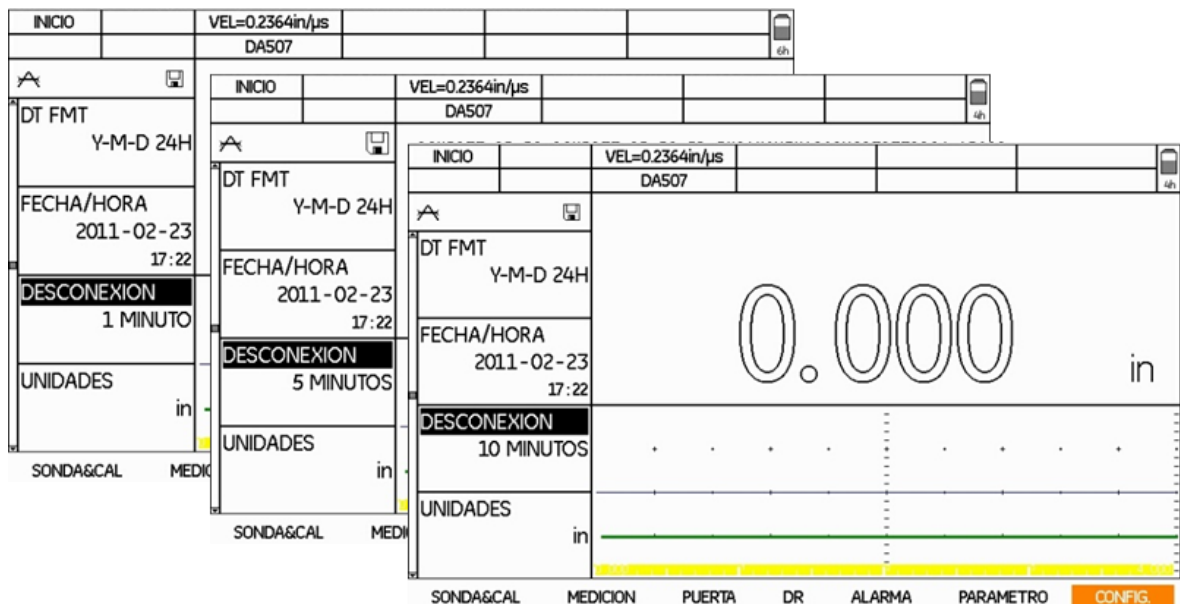 INICIO VEL=0.2364in/µs
DA507
6h
DT FMT
Y-M-D 24H
FECHA/HORA
2011-02-23
17:22
DESCONEXION
1 MINUTO
UNIDADES
in
SONDA&CAL
INICIO VEL=0.2364in/µs
DA507
4h
DT FMT
Y-M-D 24H
FECHA/HORA
2011-02-23
17:22
DESCONEXION
5 MINUTOS
UNIDADES
in
SONDA&CAL
INICIO VEL=0.2364in/µs
DA507
4h
DT FMT
Y-M-D 24H
FECHA/HORA
2011-02-23
17:22
DESCONEXION
10 MINUTOS
UNIDADES
in
0.000 in
SONDA&CAL MEDICION PUERTA DR ALARMA PARAMETRO CONFIG.